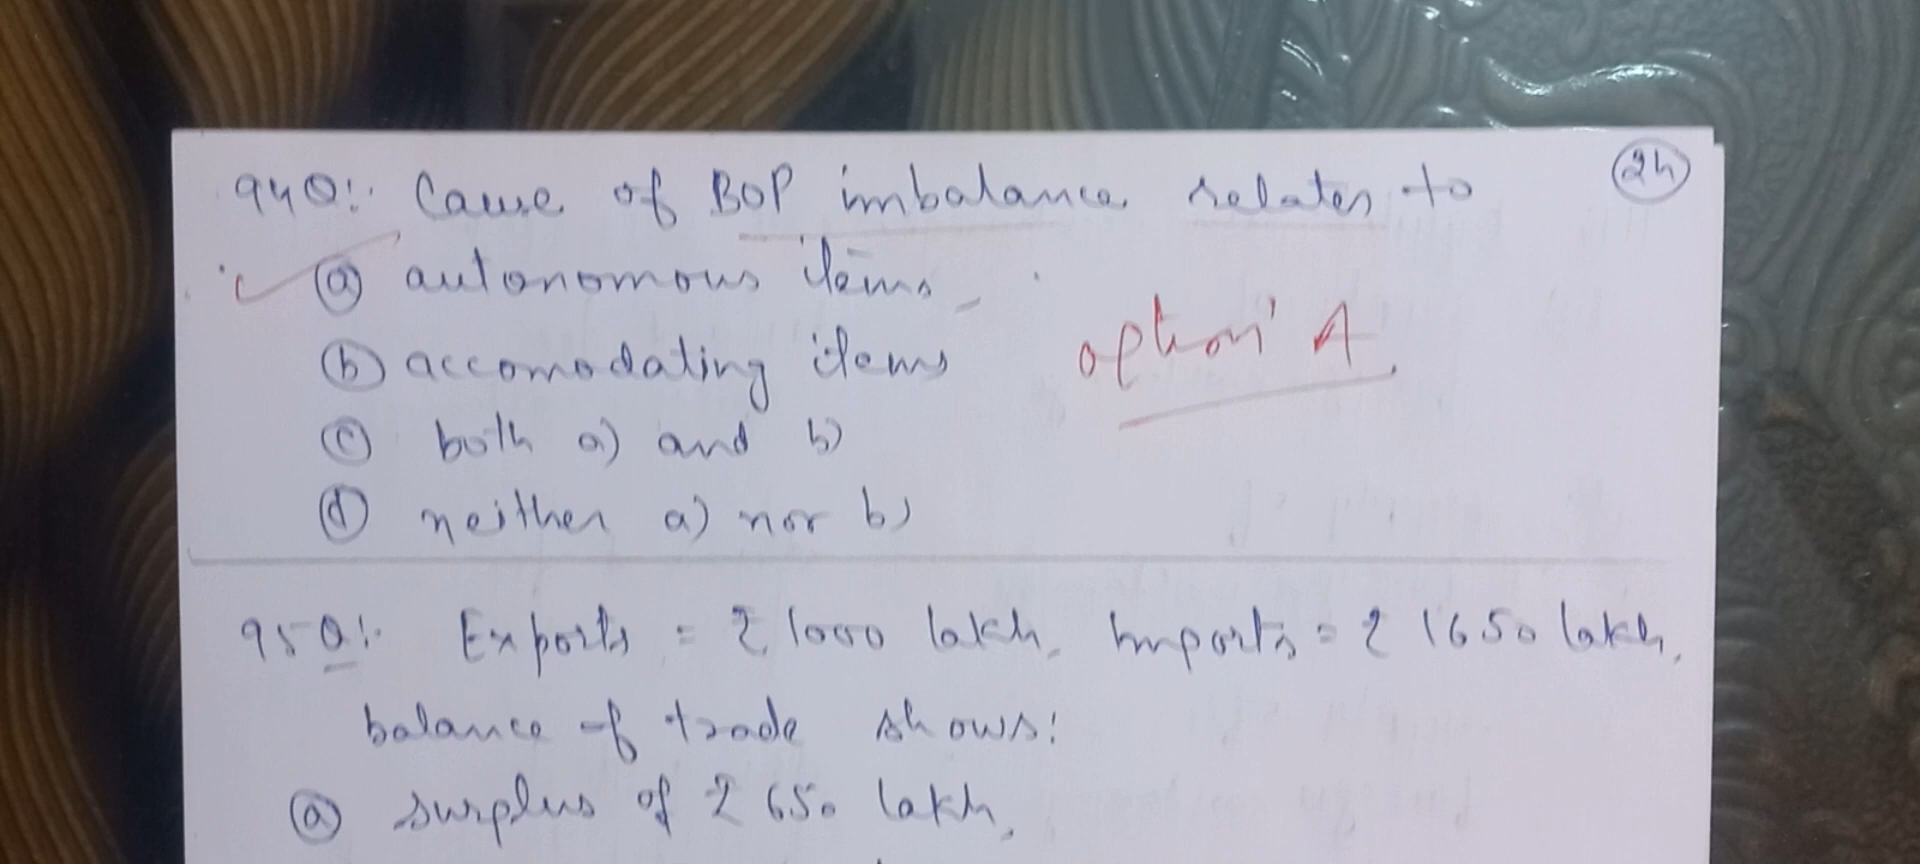 94Q:. Cause of BOP imbalance relates to
24
(a) autonomous items.
option A.
(b) accomodating items
(c) both a) and b)
(d) neither a) nor b)
95Q:. Exports = ₹ 1000 lakh, Imports = ₹ 1650 lakh,
balance of trade shows:
(a) surplus of ₹ 650 lakh,